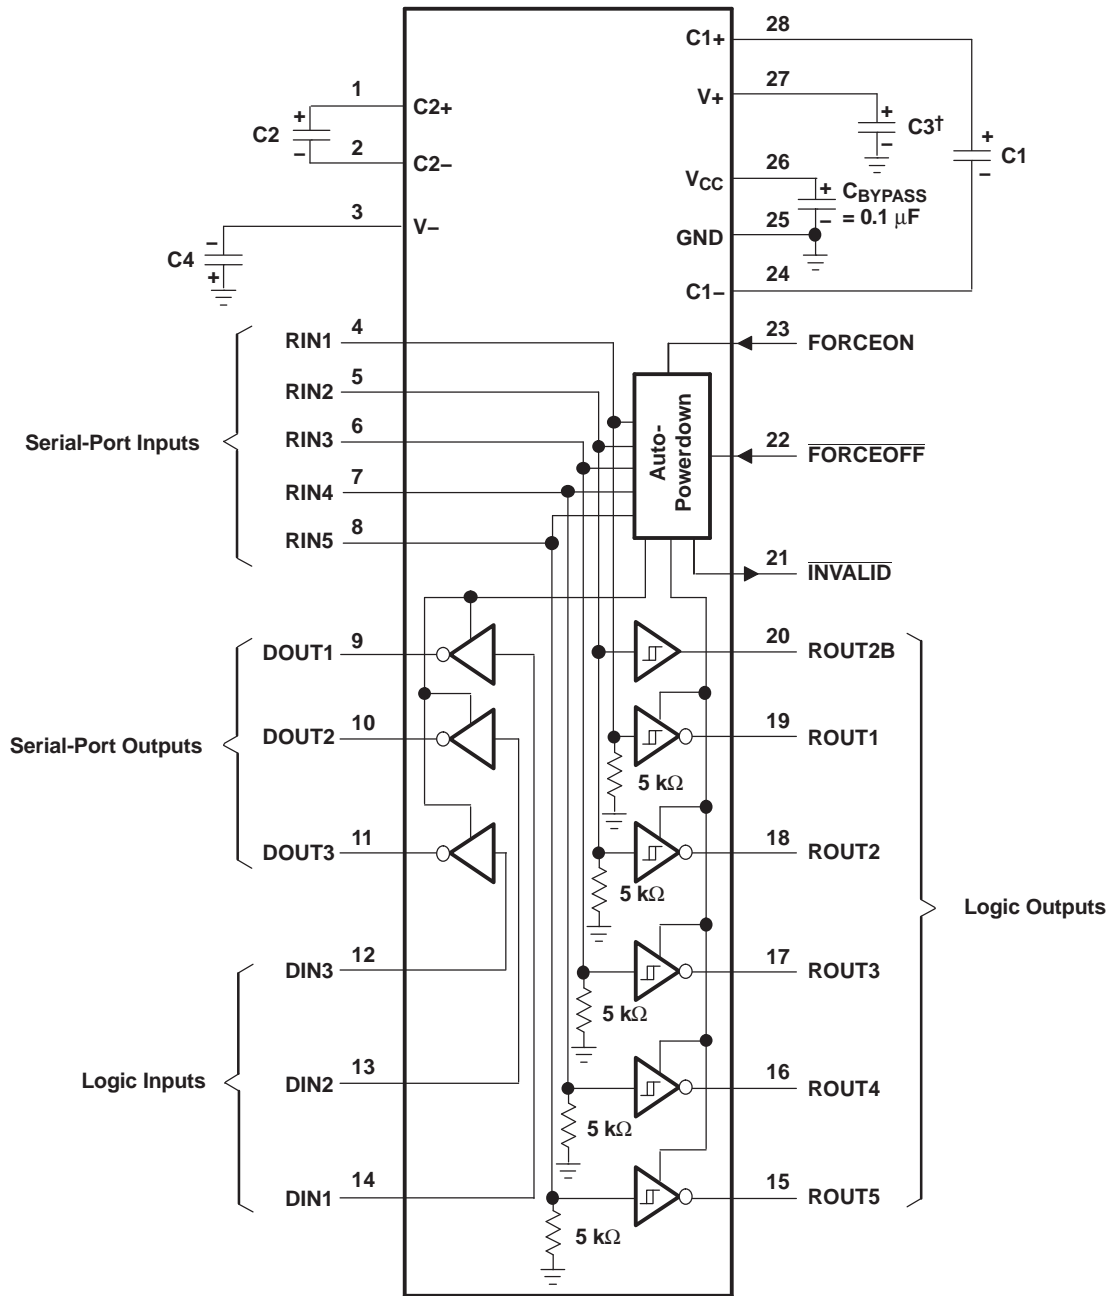 28
C1+
27
V+
1
C2+
+
C2
–
2
C2–
+
C3†
–
+
C1
–
26
VCC
+
CBYPASS
–
= 0.1 μF
25
GND
3
V–
–
C4
+
24
C1–
4
RIN1
5
RIN2
6
RIN3
7
RIN4
8
RIN5
Serial-Port Inputs
Auto-
Powerdown
23
FORCEON
22
FORCEOFF
21
INVALID
9
DOUT1
10
DOUT2
11
DOUT3
Serial-Port Outputs
20
ROUT2B
19
ROUT1
5 kΩ
18
ROUT2
5 kΩ
17
ROUT3
5 kΩ
16
ROUT4
5 kΩ
15
ROUT5
5 kΩ
Logic Outputs
12
DIN3
13
DIN2
14
DIN1
Logic Inputs